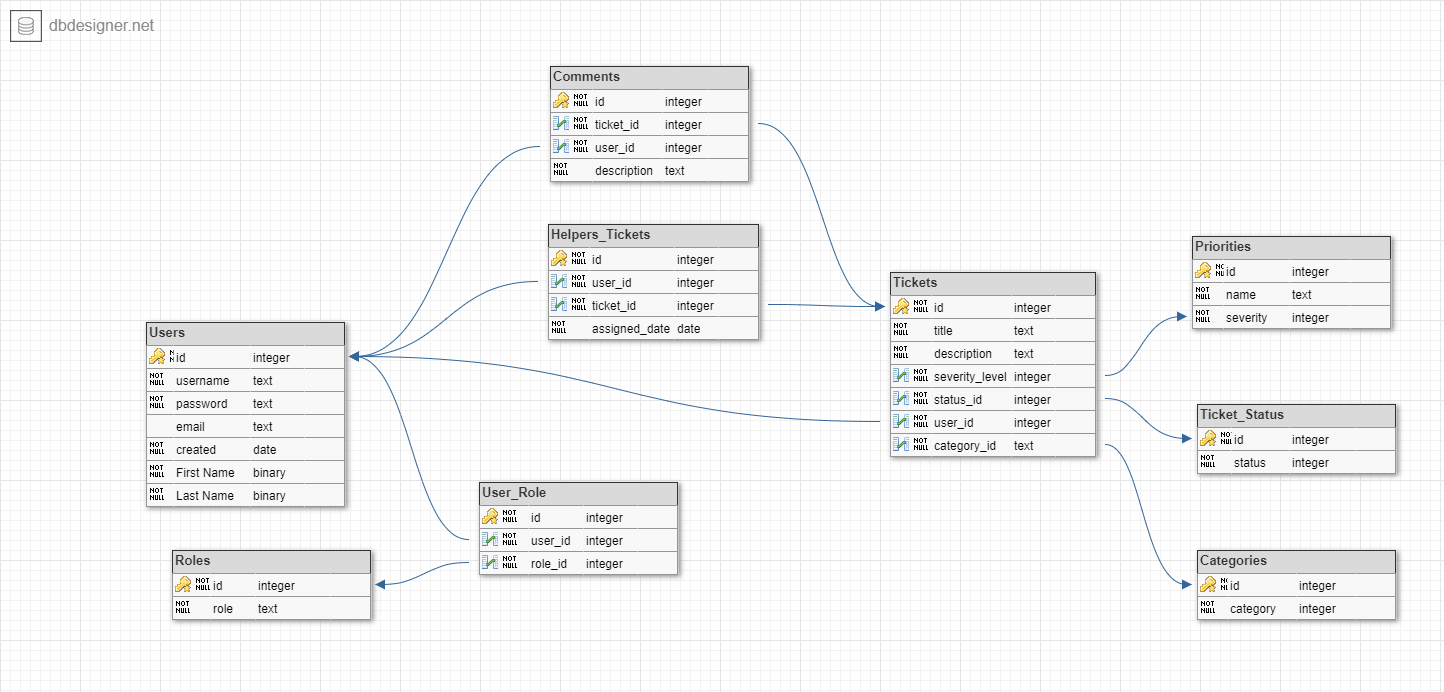 dbdesigner.net
Comments
NOT NULL id integer
NOT NULL ticket_id integer
NOT NULL user_id integer
NOT NULL description text
Helpers_Tickets
NOT NULL id integer
NOT NULL user_id integer
NOT NULL ticket_id integer
NOT NULL assigned_date date
Users
id integer
NOT NULL username text
NOT NULL password text
email text
NOT NULL created date
NOT NULL First Name binary
NOT NULL Last Name binary
User_Role
NOT NULL id integer
NOT NULL user_id integer
NOT NULL role_id integer
Roles
NOT NULL id integer
NOT NULL role text
Tickets
NOT NULL id integer
NOT NULL title text
NOT NULL description text
NOT NULL severity_level integer
NOT NULL status_id integer
NOT NULL user_id integer
NOT NULL category_id text
Priorities
id integer
NOT NULL name text
NOT NULL severity integer
Ticket_Status
id integer
NOT NULL status integer
Categories
id integer
NOT NULL category integer